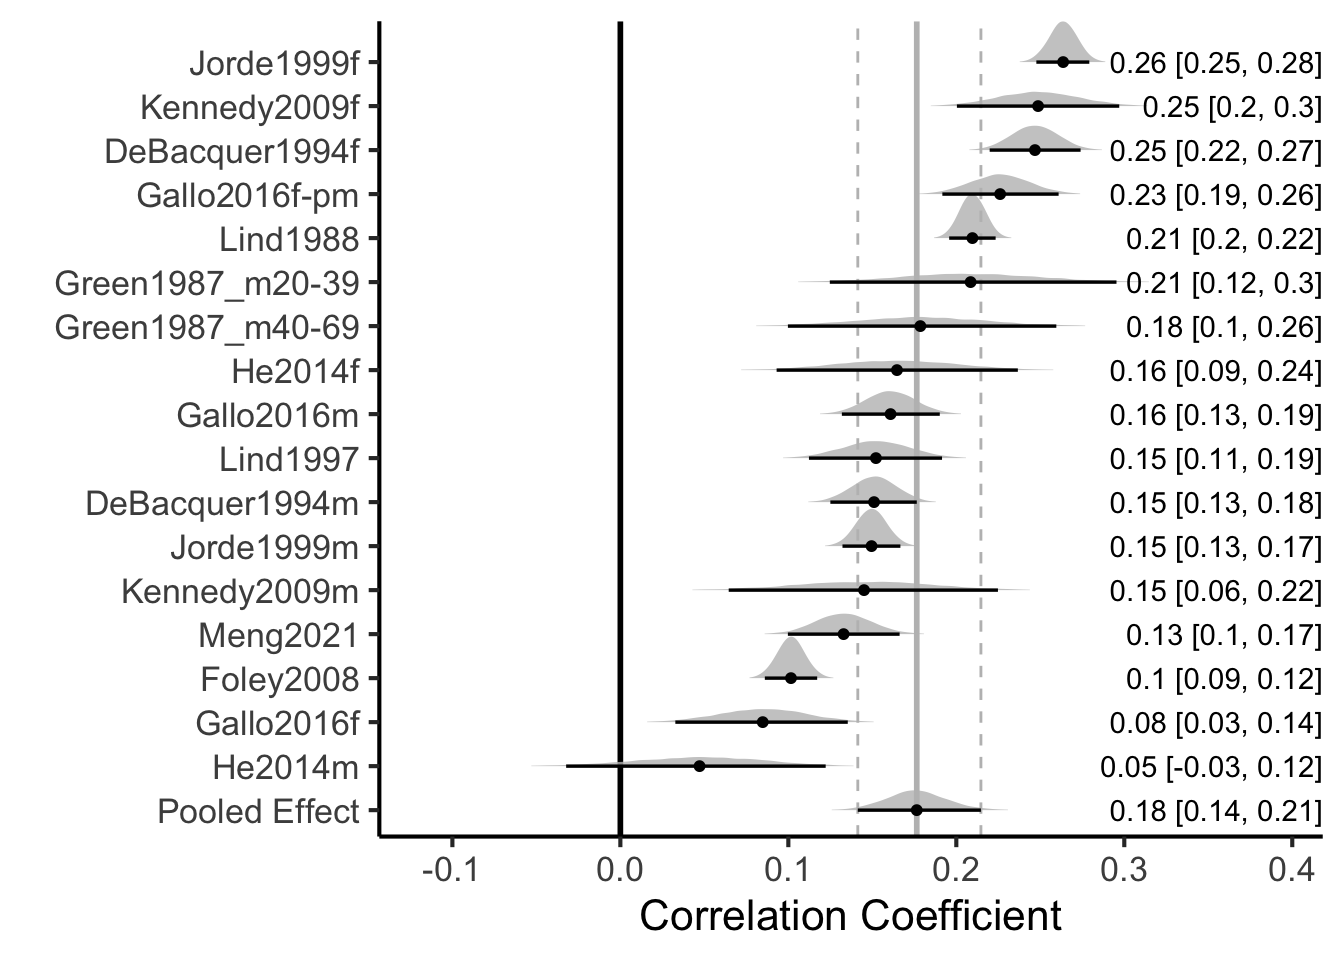 Jorde1999f 0.26 [0.25, 0.28]
Kennedy2009f 0.25 [0.2, 0.3]
DeBacquer1994f 0.25 [0.22, 0.27]
Gallo2016f-pm 0.23 [0.19, 0.26]
Lind1988 0.21 [0.2, 0.22]
Green1987_m20-39 0.21 [0.12, 0.3]
Green1987_m40-69 0.18 [0.1, 0.26]
He2014f 0.16 [0.09, 0.24]
Gallo2016m 0.16 [0.13, 0.19]
Lind1997 0.15 [0.11, 0.19]
DeBacquer1994m 0.15 [0.13, 0.18]
Jorde1999m 0.15 [0.13, 0.17]
Kennedy2009m 0.15 [0.06, 0.22]
Meng2021 0.13 [0.1, 0.17]
Foley2008 0.1 [0.09, 0.12]
Gallo2016f 0.08 [0.03, 0.14]
He2014m 0.05 [-0.03, 0.12]
Pooled Effect 0.18 [0.14, 0.21]
-0.1 0.0 0.1 0.2 0.3 0.4
Correlation Coefficient